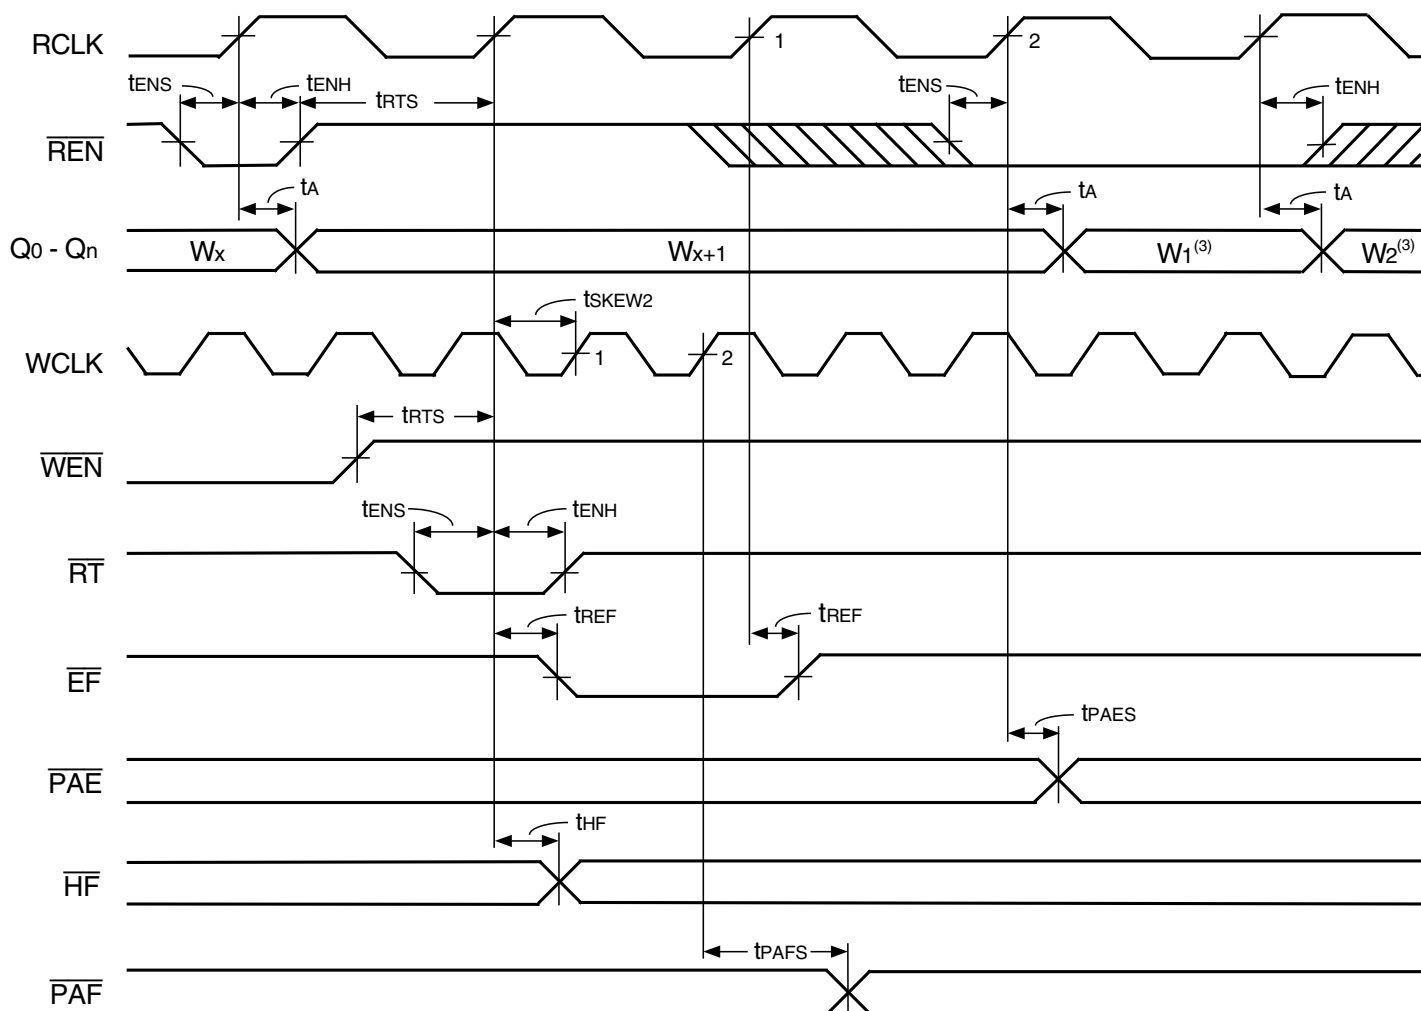 RCLK
1
2
tENS
tENH
tRTS
tENS
tENH
REN
tA
tA
tA
Q0 - Qn
Wx
Wx+1
W1(3)
W2(3)
tSKEW2
WCLK
1
2
tRTS
WEN
tENS
tENH
RT
tREF
tREF
EF
tPAES
PAE
tHF
HF
tPAFS
PAF